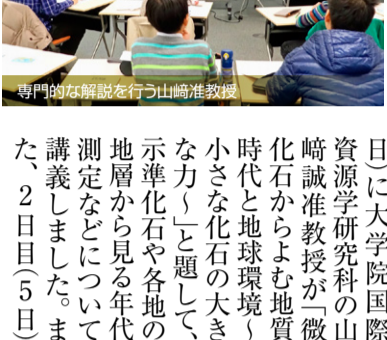 専門的な解説を行う山﨑准教授
日)に大学院国際
資源学研究科の山
﨑誠准教授が「微
化石からよむ地質
時代と地球環境～
小さな化石の大き
な力～」と題して、
示準化石や各地の
地層から見る年代
測定などについて
講義しました。ま
た、2日目(5日)